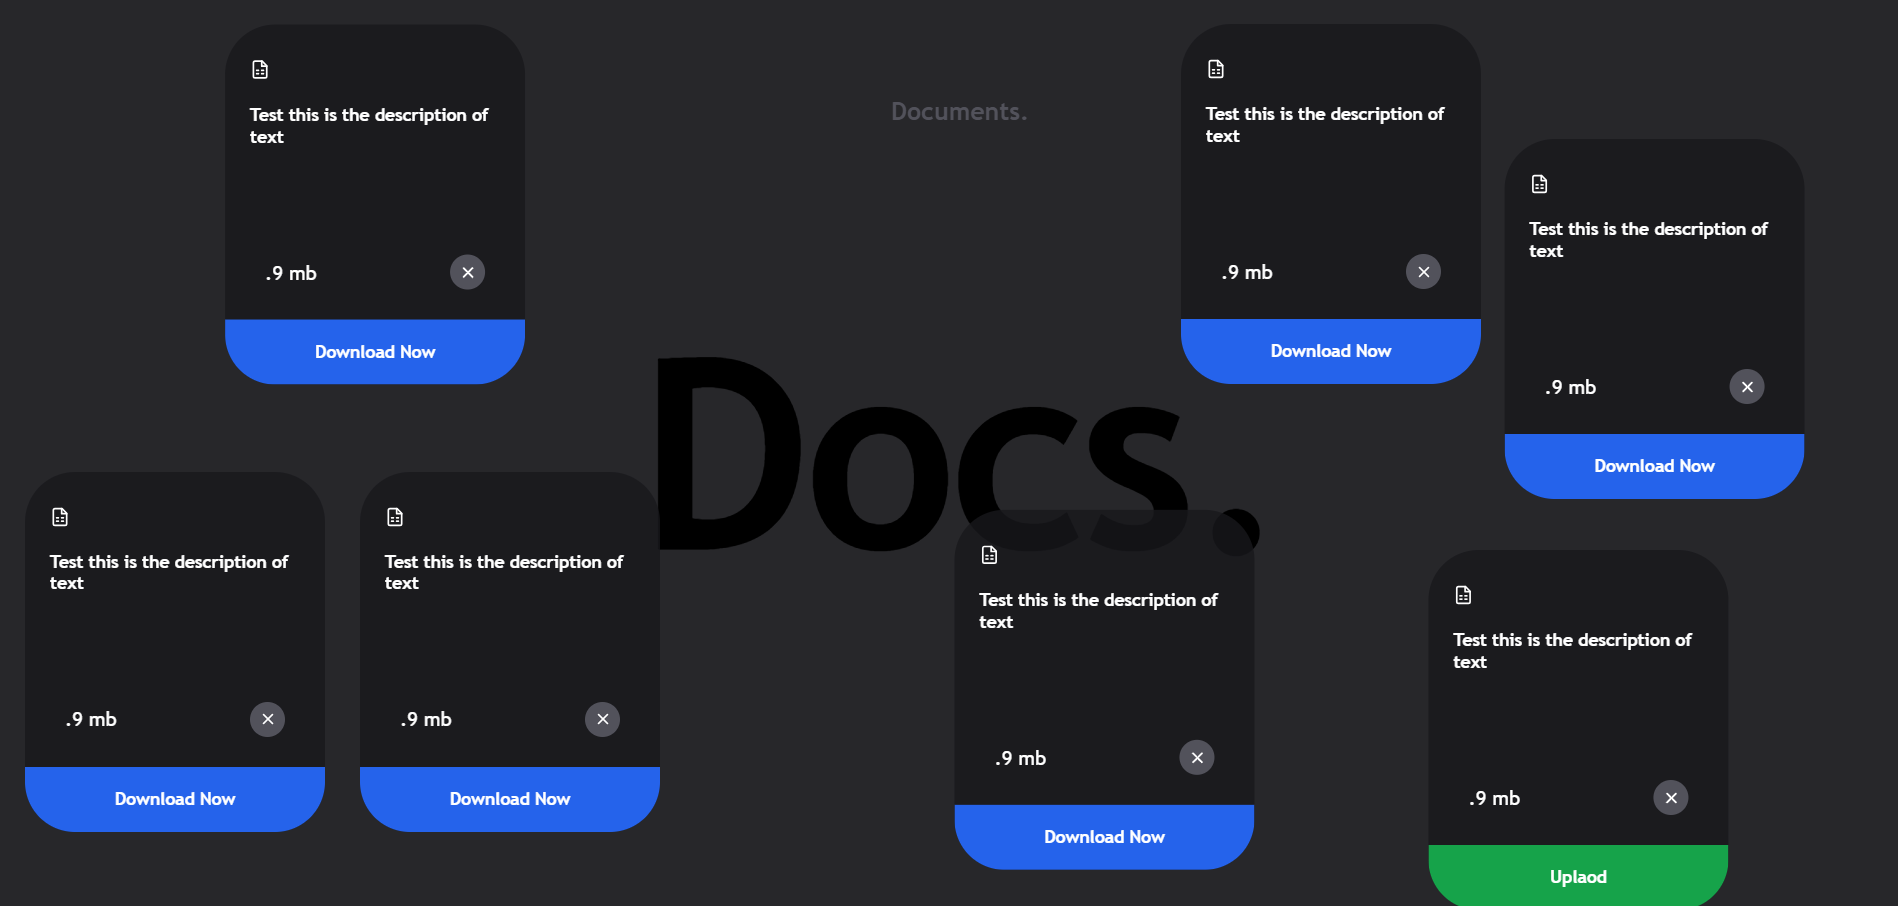 Documents.
Docs.
Test this is the description of
text
.9 mb
Download Now
Test this is the description of
text
.9 mb
Download Now
Test this is the description of
text
.9 mb
Download Now
Test this is the description of
text
.9 mb
Download Now
Test this is the description of
text
.9 mb
Download Now
Test this is the description of
text
.9 mb
Download Now
Test this is the description of
text
.9 mb
Uplaod